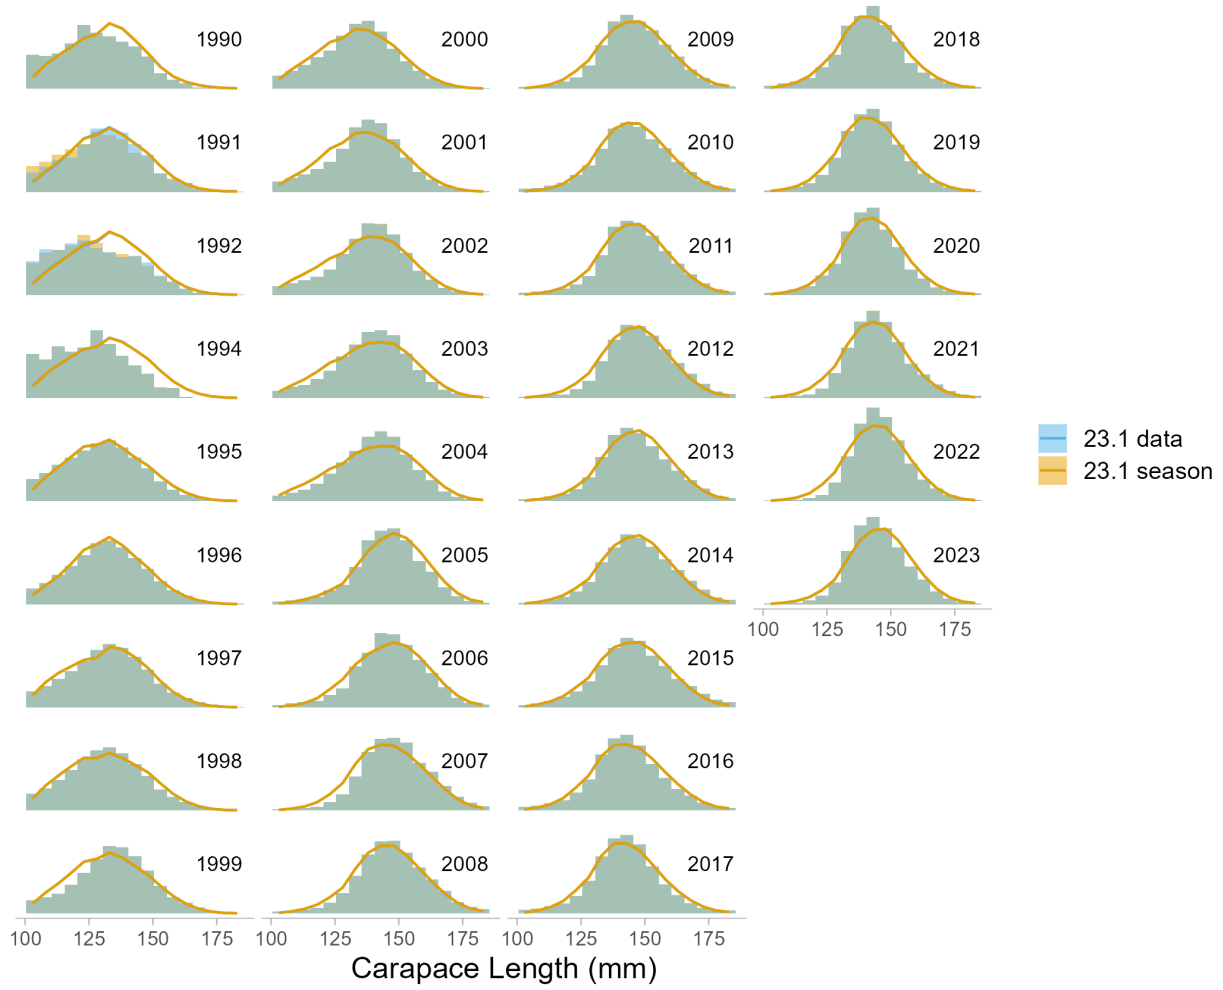 1990 2000 2009 2018
1991 2001 2010 2019
1992 2002 2011 2020
1994 2003 2012 2021
1995 2004 2013 2022
1996 2005 2014 2023
1997 2006 2015
1998 2007 2016
1999 2008 2017
100 125 150 175
100 125 150 175
100 125 150 175
100 125 150 175
Carapace Length (mm)
23.1 data
23.1 season